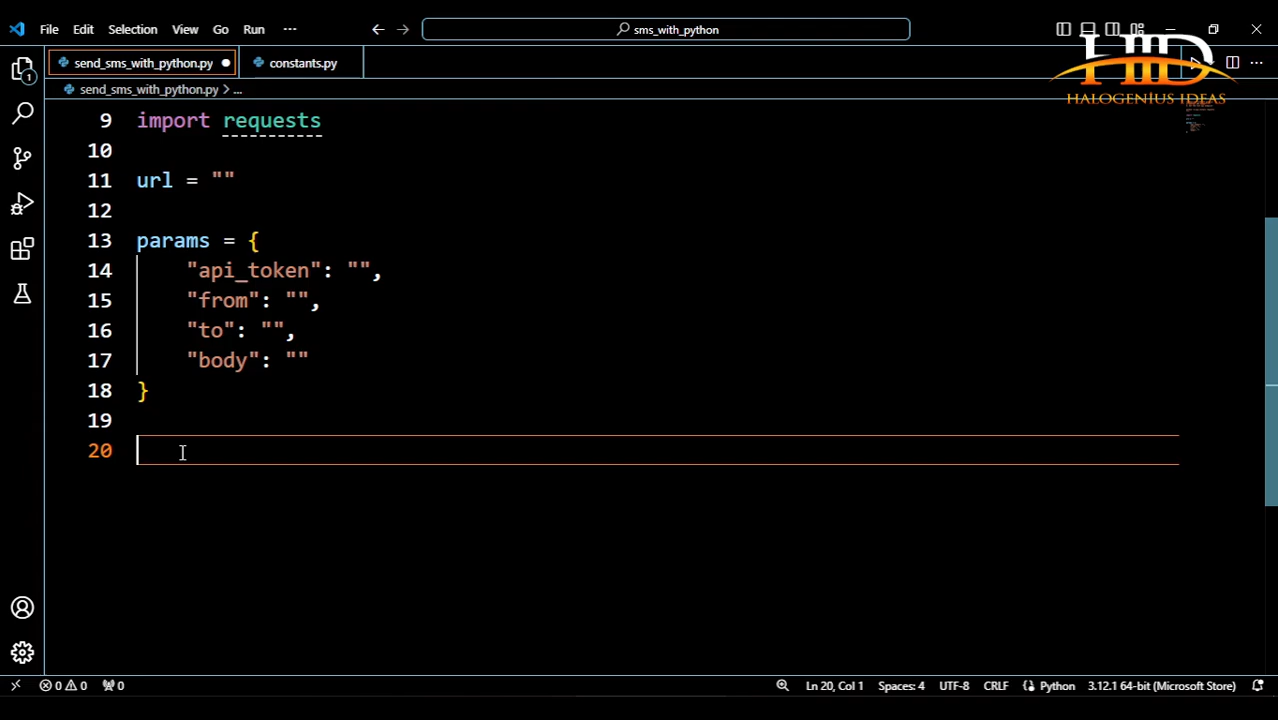 File Edit Selection View Go Run ... sms_with_python
send_sms_with_python.py constants.py
HID
HALOGENIUS IDEAS
send_sms_with_python.py > ...
1
9 import requests
10
11 url = ""
12
13 params = {
14 "api_token": "",
15 "from": "",
16 "to": "",
17 "body": ""
18 }
19
20
0 0 0 Ln 20, Col 1 Spaces: 4 UTF-8 CRLF Python 3.12.1 64-bit (Microsoft Store)